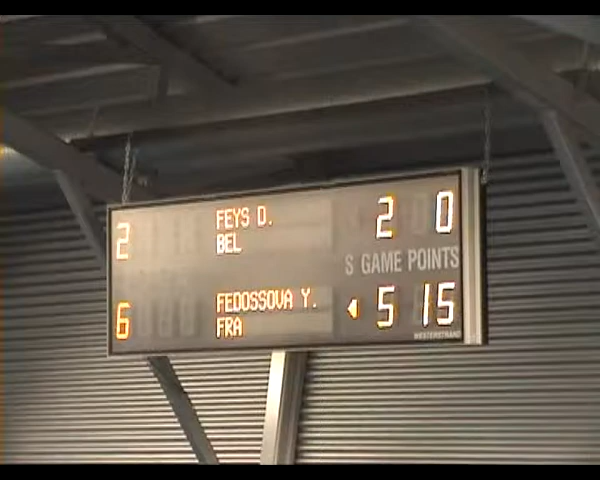 2 FEYS D. 2 0
BEL
S GAME POINTS
6 FEDOSSOVA Y. 5 15
FRA
WESTERSTRAND